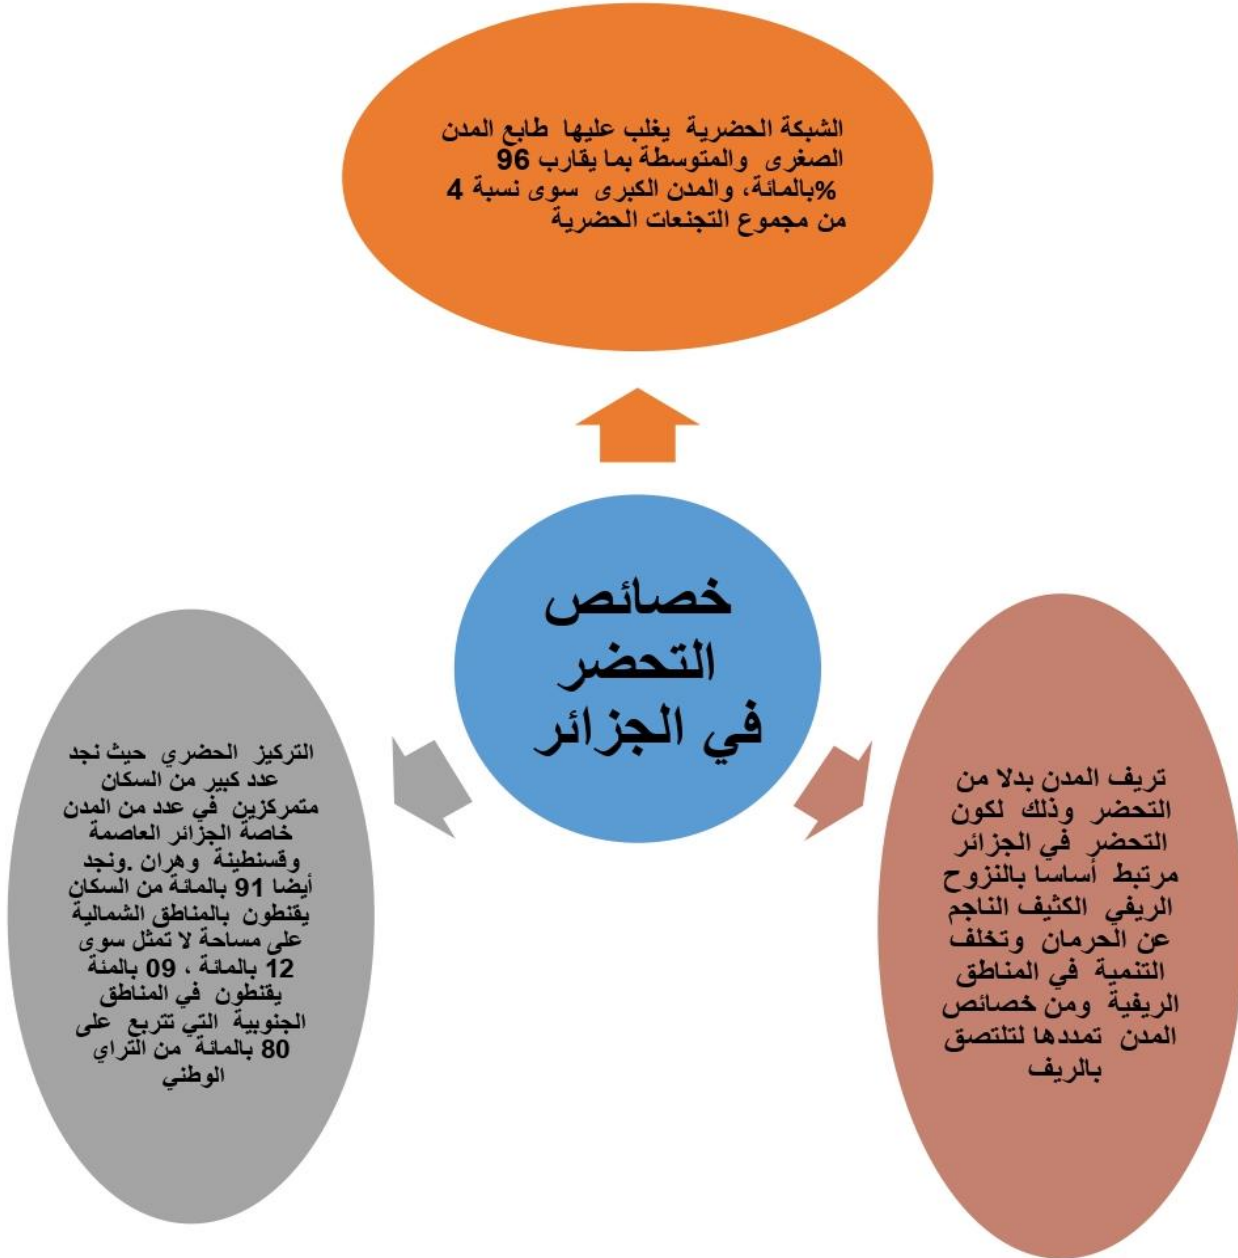 الشبكة الحضرية يغلب عليها طابع المدن
الصغرى والمتوسطة بما يقارب 96
%بالمائة، والمدن الكبرى سوى نسبة 4
من مجموع التجنعات الحضرية
خصائص
التحضر
في الجزائر
تريف المدن بدلا من
التحضر وذلك لكون
التحضر في الجزائر
مرتبط أساسا بالنزوح
الريفي الكثيف الناجم
عن الحرمان وتخلف
التنمية في المناطق
الريفية ومن خصائص
المدن تمددها لتلتصق
بالريف
التركيز الحضري حيث نجد
عدد كبير من السكان
متمركزين في عدد من المدن
خاصة الجزائر العاصمة
وقسنطينة وهران .ونجد
أيضا 91 بالمائة من السكان
يقنطون بالمناطق الشمالية
على مساحة لا تمثل سوى
12 بالمائة ، 09 بالمئة
يقنطون في المناطق
الجنوبية التي تتربع على
80 بالمائة من التراي
الوطني